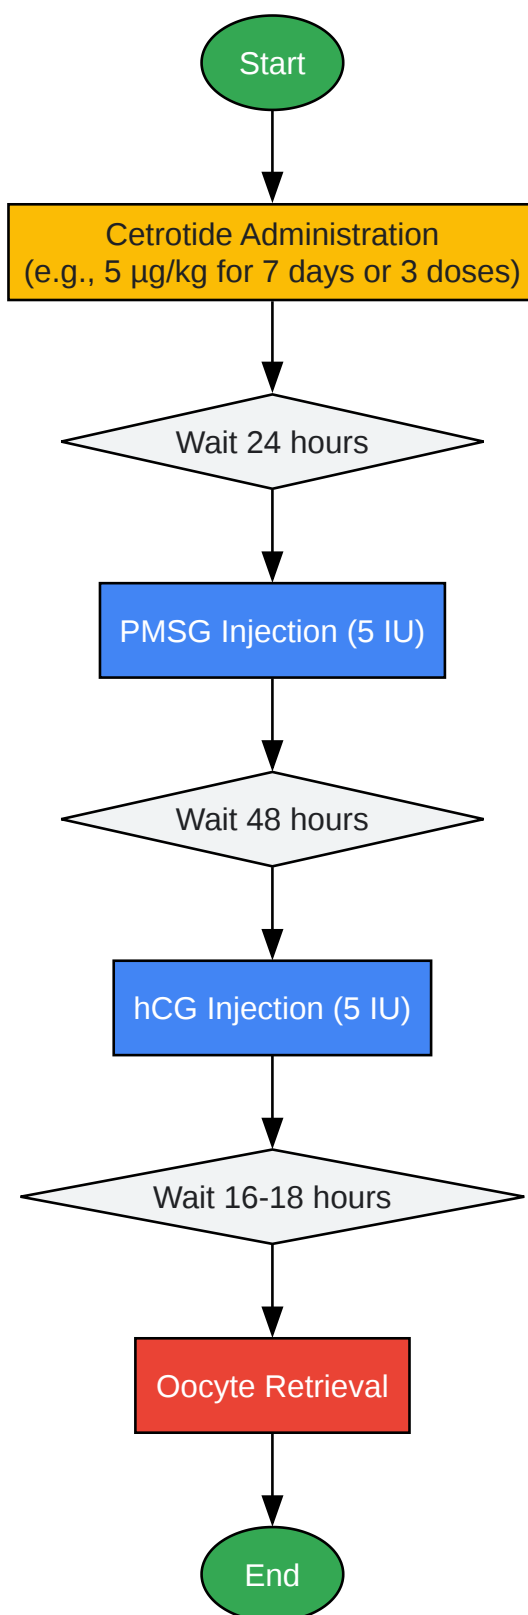 Start
Cetrotide Administration
(e.g., 5 µg/kg for 7 days or 3 doses)
Wait 24 hours
PMSG Injection (5 IU)
Wait 48 hours
hCG Injection (5 IU)
Wait 16-18 hours
Oocyte Retrieval
End